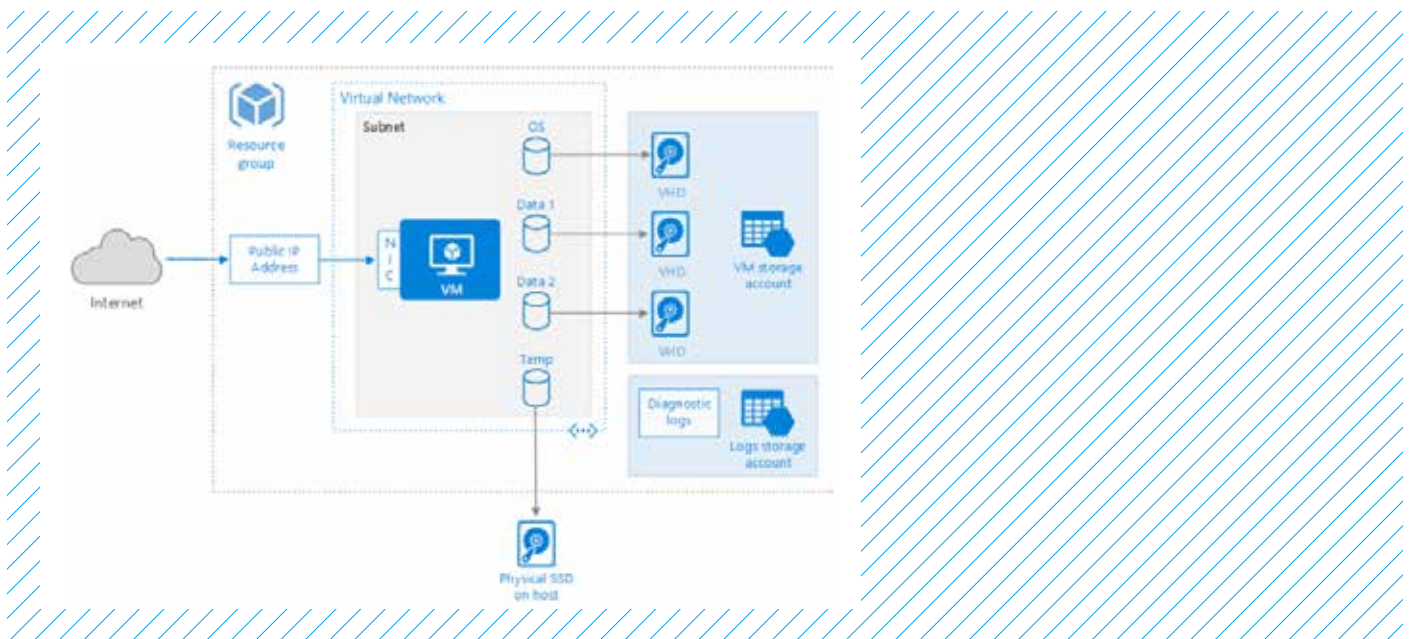 Virtual Network
Subnet
OS
Resource
group
VHD
Data 1
N
I
C
Public IP
Address
VM
VHD
VM storage
account
Internet
Data 2
VHD
Temp
Diagnostic
logs
Logs storage
account
Physical SSD
on host